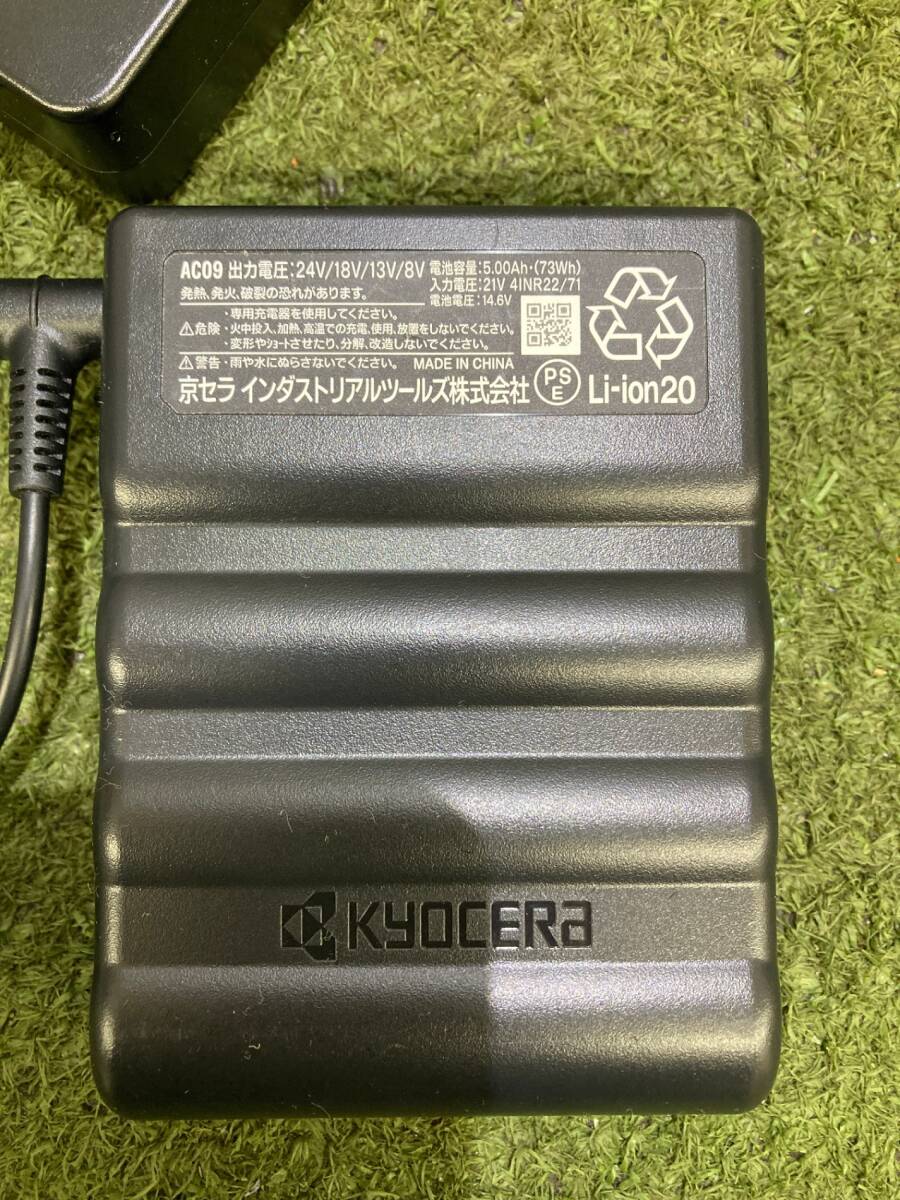 AC09 出力電圧:24V/18V/13V/8V
電池容量:5.00Ah・(73Wh)
入力電圧:21V 4INR22/71
電池電圧:14.6V
発熱、発火、破裂の恐れがあります。
・専用充電器を使用してください。
⚠危険・火中投入、加熱、高温での充電、使用、放置をしないでください。
・変形やショートさせたり、分解、改造しないでください。
⚠警告・雨や水にぬらさないでください。 MADE IN CHINA
京セラ インダストリアルツールズ株式会社 PSE Li-ion20
KYOCERA